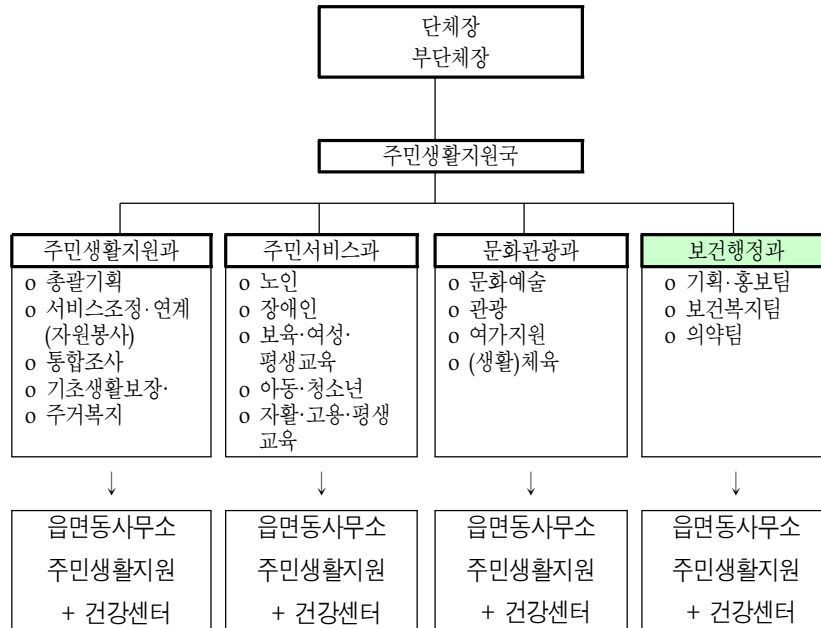 단체장
부단체장
주민생활지원국
주민생활지원과
o 총괄기획
o 서비스조정·연계
(자원봉사)
o 통합조사
o 기초생활보장·
o 주거복지
주민서비스과
o 노인
o 장애인
o 보육·여성·
평생교육
o 아동·청소년
o 자활·고용·평생
교육
문화관광과
o 문화예술
o 관광
o 여가지원
o (생활)체육
보건행정과
o 기획·홍보팀
o 보건복지팀
o 의약팀
↓
↓
↓
↓
읍면동사무소
주민생활지원
+ 건강센터
읍면동사무소
주민생활지원
+ 건강센터
읍면동사무소
주민생활지원
+ 건강센터
읍면동사무소
주민생활지원
+ 건강센터